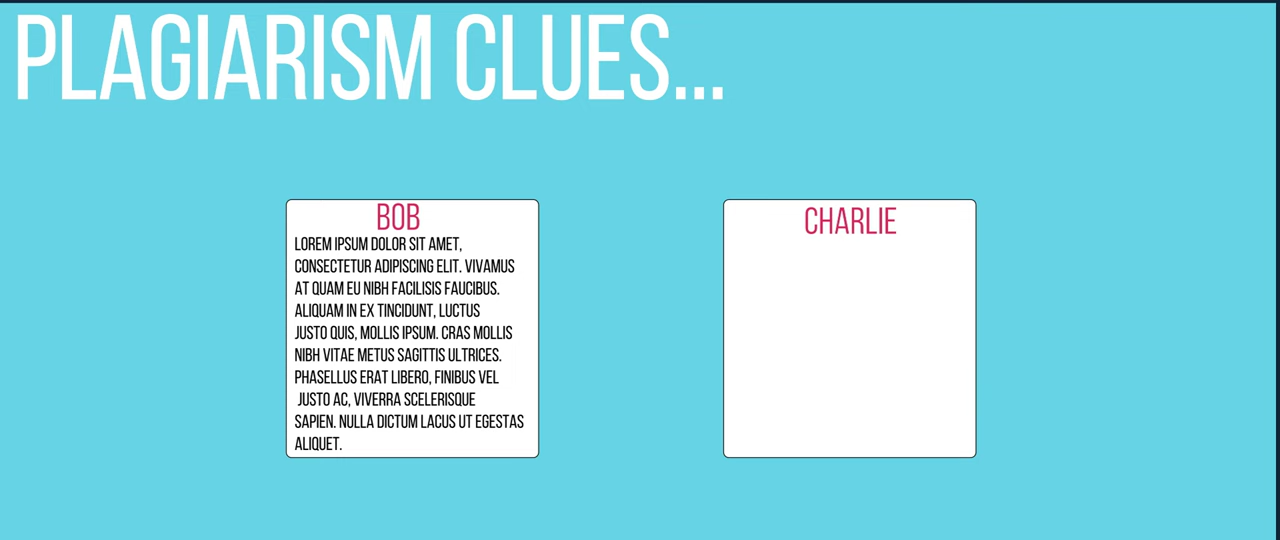 PLAGIARISM CLUES...
BOB
LOREM IPSUM DOLOR SIT AMET,
CONSECTETUR ADIPISCING ELIT. VIVAMUS
AT QUAM EU NIBH FACILISIS FAUCIBUS.
ALIQUAM IN EX TINCIDUNT, LUCTUS
JUSTO QUIS, MOLLIS IPSUM. CRAS MOLLIS
NIBH VITAE METUS SAGITTIS ULTRICES.
PHASELLUS ERAT LIBERO, FINIBUS VEL
JUSTO AC, VIVERRA SCELERISQUE
SAPIEN. NULLA DICTUM LACUS UT EGESTAS
ALIQUET.
CHARLIE